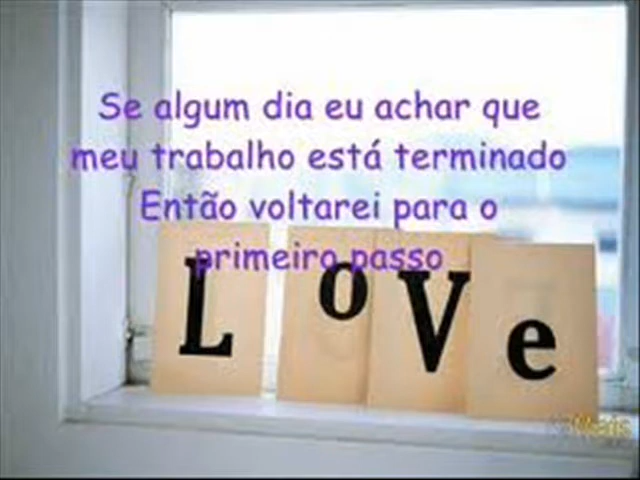 Se algum dia eu achar que
meu trabalho está terminado
Então voltarei para o
primeiro passo
LoVe